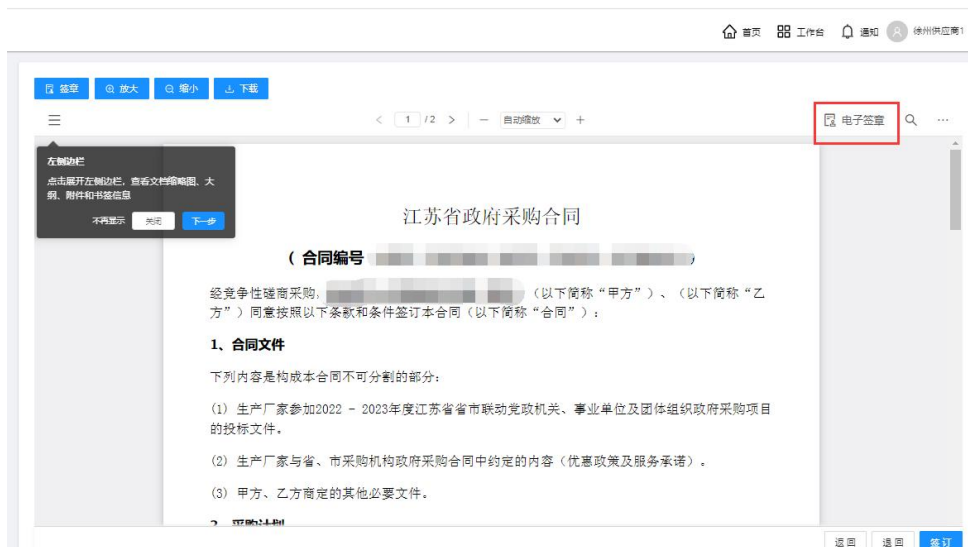 首页 工作台 通知 徐州供应商1
签章 放大 缩小 下载
1 /2 自动缩放 电子签章 ...
左侧边栏
点击展开左侧边栏，查看文档缩略图、大
纲、附件和书签信息
不再显示 关闭 下一步
江苏省政府采购合同
（合同编号
经竞争性磋商采购，（以下简称“甲方”）、（以下简称“乙
方”）同意按照以下条款和条件签订本合同（以下简称“合同”）：
1、合同文件
下列内容是构成本合同不可分割的部分：
(1) 生产厂家参加2022 - 2023年度江苏省省市联动党政机关、事业单位及团体组织政府采购项目
的投标文件。
(2) 生产厂家与省、市采购机构政府采购合同中约定的内容（优惠政策及服务承诺）。
(3) 甲方、乙方商定的其他必要文件。
2、采购计划
返回 退回 签订